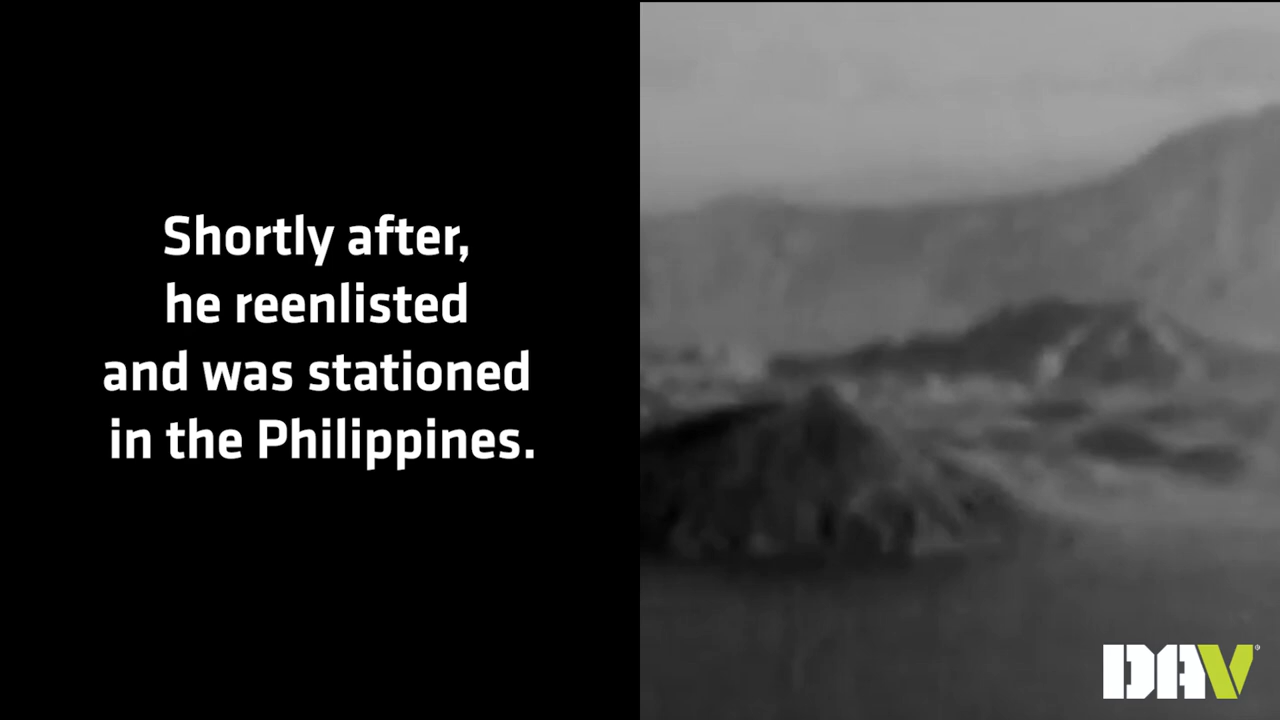 Shortly after,
he reenlisted
and was stationed
in the Philippines.
DAV®